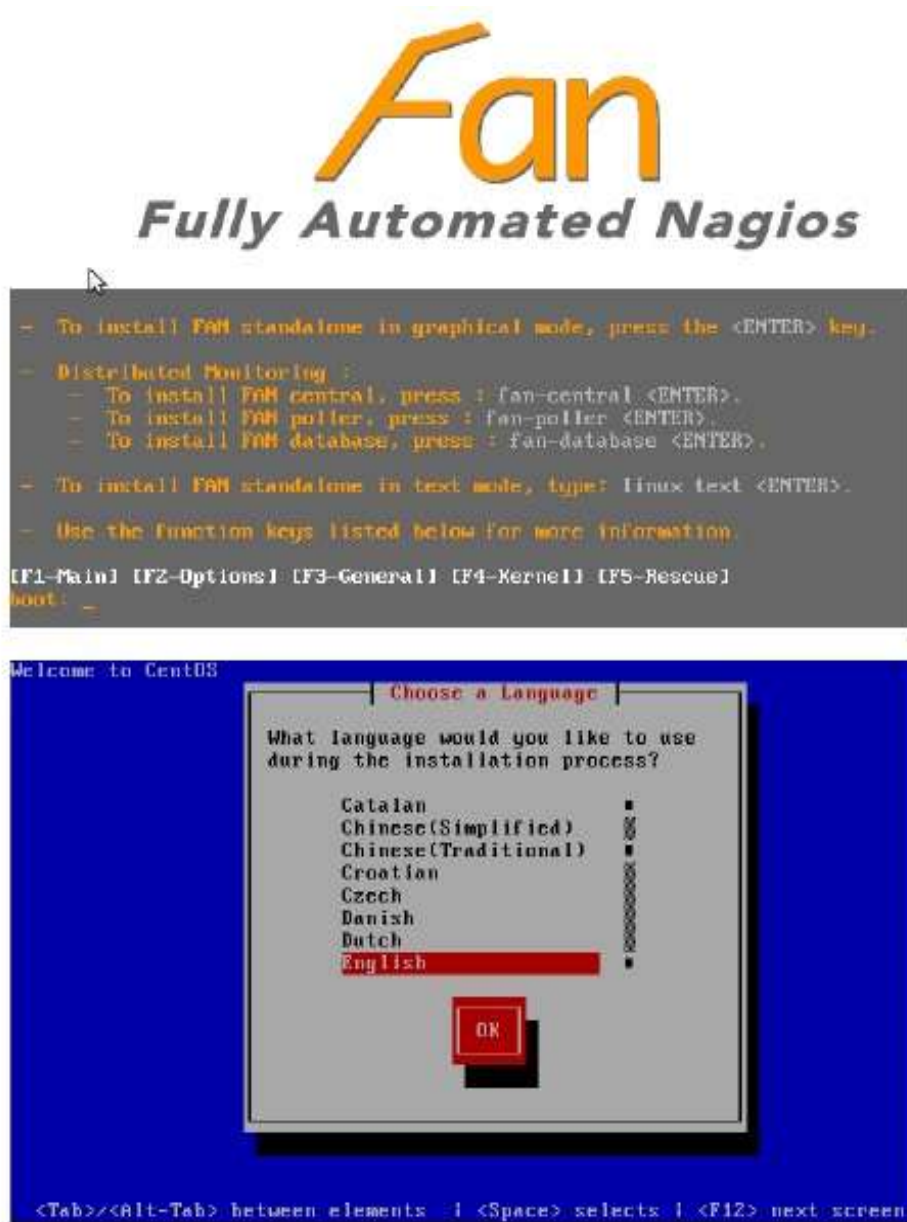 Fan
Fully Automated Nagios
- To install FAN standalone in graphical mode, press the <ENTER> key.
- Distributed Monitoring :
- To install FAN central, press : fan-central <ENTER>.
- To install FAN poller, press : fan-poller <ENTER>.
- To install FAN database, press : fan-database <ENTER>.
- To install FAN standalone in text mode, type: linux text <ENTER>.
- Use the function keys listed below for more information.
[F1-Main] [F2-Options] [F3-General] [F4-Kernel] [F5-Rescue]
boot: _
Welcome to CentOS
Choose a Language
What language would you like to use
during the installation process?
Catalan
Chinese(Simplified)
Chinese(Traditional)
Croatian
Czech
Danish
Dutch
English
OK
<Tab>/<Alt-Tab> between elements | <Space> selects | <F12> next screen